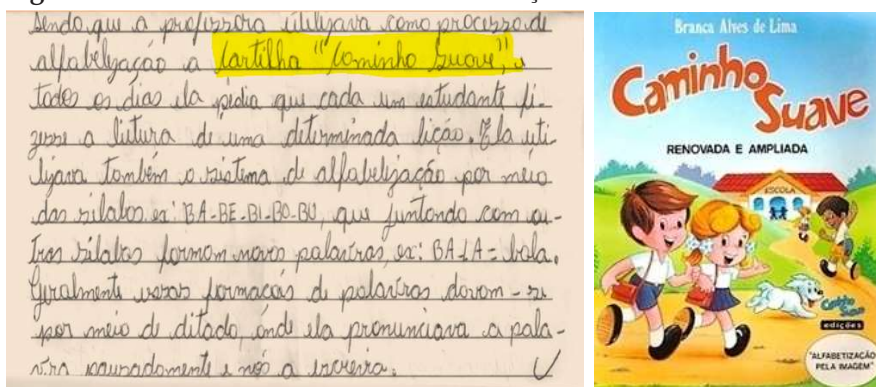 Sendo que a professora utilizava como processo de
alfabelização a Cartilha "Caminho Suave", e
todos os dias ela pedia que cada um estudante fi-
zesse a leitura de uma determinada lição. Ela uti-
lizava também o sistema de alfabelização por meio
das silabas ex: BA-BE-BI-BO-BU, que juntando com ou-
tras silabas formam novas palavras, ex: BA LA = bala.
Geralmente essas formações de palavras davam-se
por meio de ditado, onde ela pronunciava a pala-
vra pausadamente e nós a escrevia.
Branca Alves de Lima
Caminho
Suave
RENOVADA E AMPLIADA
ESCOLA
Caminho
Suave
edições
"ALFABETIZAÇÃO
PELA IMAGEM"